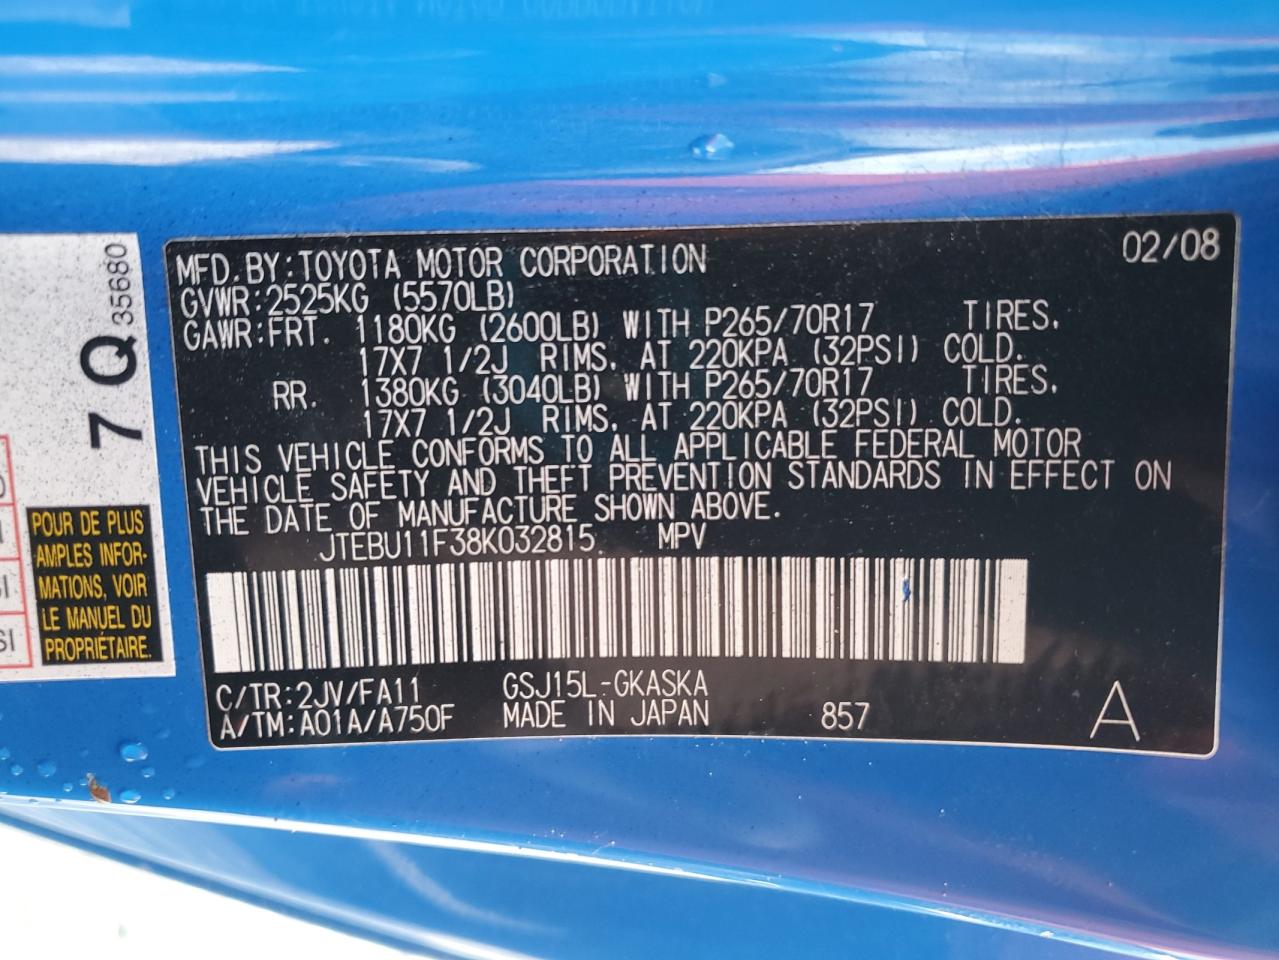 MFD. BY: TOYOTA MOTOR CORPORATION 02/08
GVWR: 2525KG (5570LB)
GAWR: FRT. 1180KG (2600LB) WITH P265/70R17 TIRES.
17X7 1/2J RIMS. AT 220KPA (32PSI) COLD.
RR. 1380KG (3040LB) WITH P265/70R17 TIRES.
17X7 1/2J RIMS. AT 220KPA (32PSI) COLD.
THIS VEHICLE CONFORMS TO ALL APPLICABLE FEDERAL MOTOR
VEHICLE SAFETY AND THEFT PREVENTION STANDARDS IN EFFECT ON
THE DATE OF MANUFACTURE SHOWN ABOVE.
JTEBU11F38K032815 MPV
C/TR: 2JV/FA11 GSJ15L-GKASKA
A/TM: A01A/A750F MADE IN JAPAN 857 A
7 Q 35680
POUR DE PLUS
AMPLES INFOR-
MATIONS, VOIR
LE MANUEL DU
PROPRIÉTAIRE.